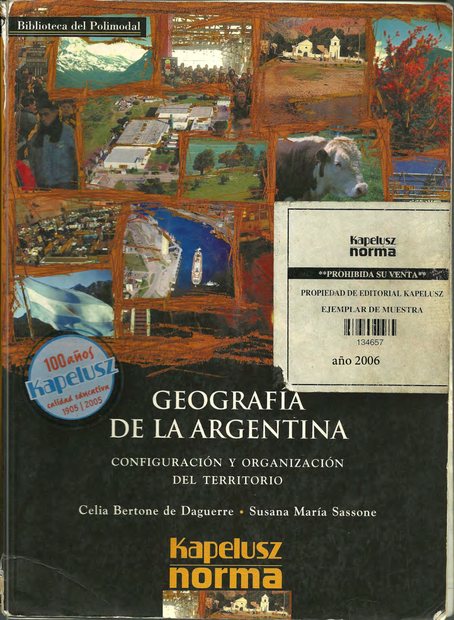 Biblioteca del Polimodal
Kapelusz
norma
**PROHIBIDA SU VENTA**
PROPIEDAD DE EDITORIAL KAPELUSZ
EJEMPLAR DE MUESTRA
134657
año 2006
100 años
Kapelusz
calidad educativa
1905 | 2005
GEOGRAFÍA
DE LA ARGENTINA
CONFIGURACIÓN Y ORGANIZACIÓN
DEL TERRITORIO
Celia Bertone de Daguerre • Susana María Sassone
Kapelusz
norma